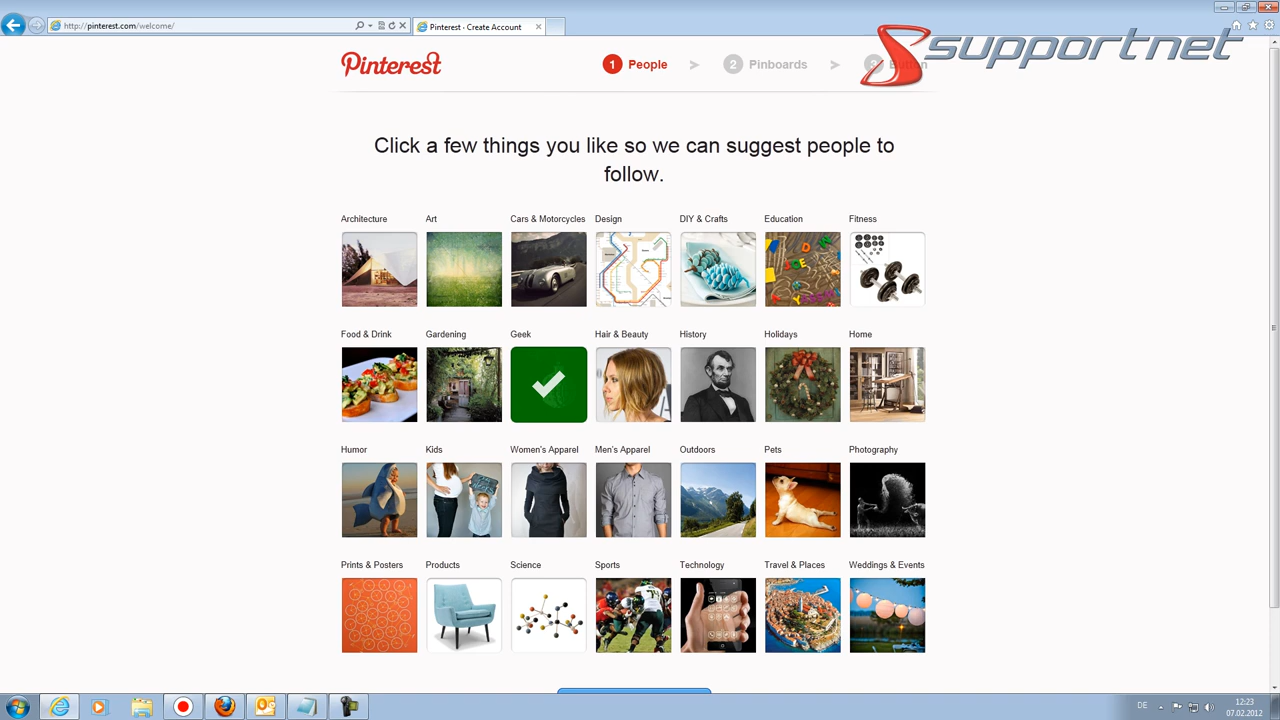 http://pinterest.com/welcome/
Pinterest - Create Account
supportnet
Pinterest
1 People > 2 Pinboards > 3 Button
Click a few things you like so we can suggest people to
follow.
Architecture Art Cars & Motorcycles Design DIY & Crafts Education Fitness
Food & Drink Gardening Geek Hair & Beauty History Holidays Home
Humor Kids Women's Apparel Men's Apparel Outdoors Pets Photography
Prints & Posters Products Science Sports Technology Travel & Places Weddings & Events
DE
12:23
07.02.2012